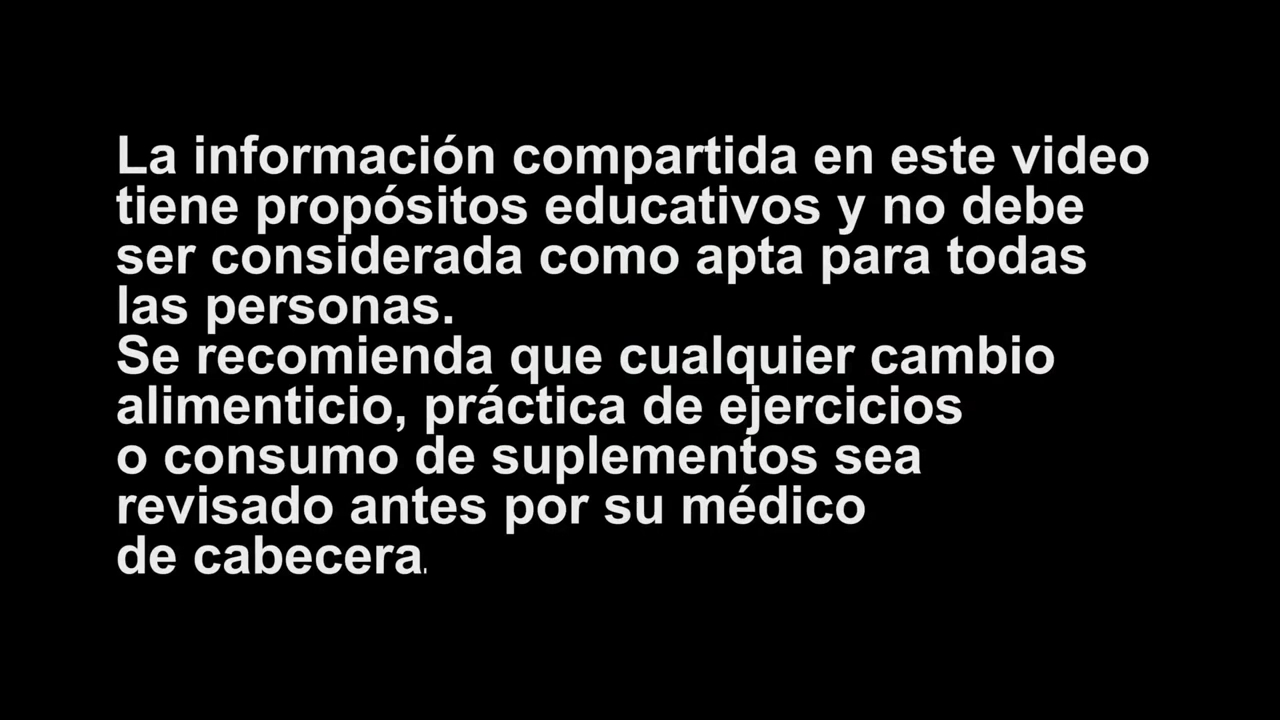 La información compartida en este video
tiene propósitos educativos y no debe
ser considerada como apta para todas
las personas.
Se recomienda que cualquier cambio
alimenticio, práctica de ejercicios
o consumo de suplementos sea
revisado antes por su médico
de cabecera.